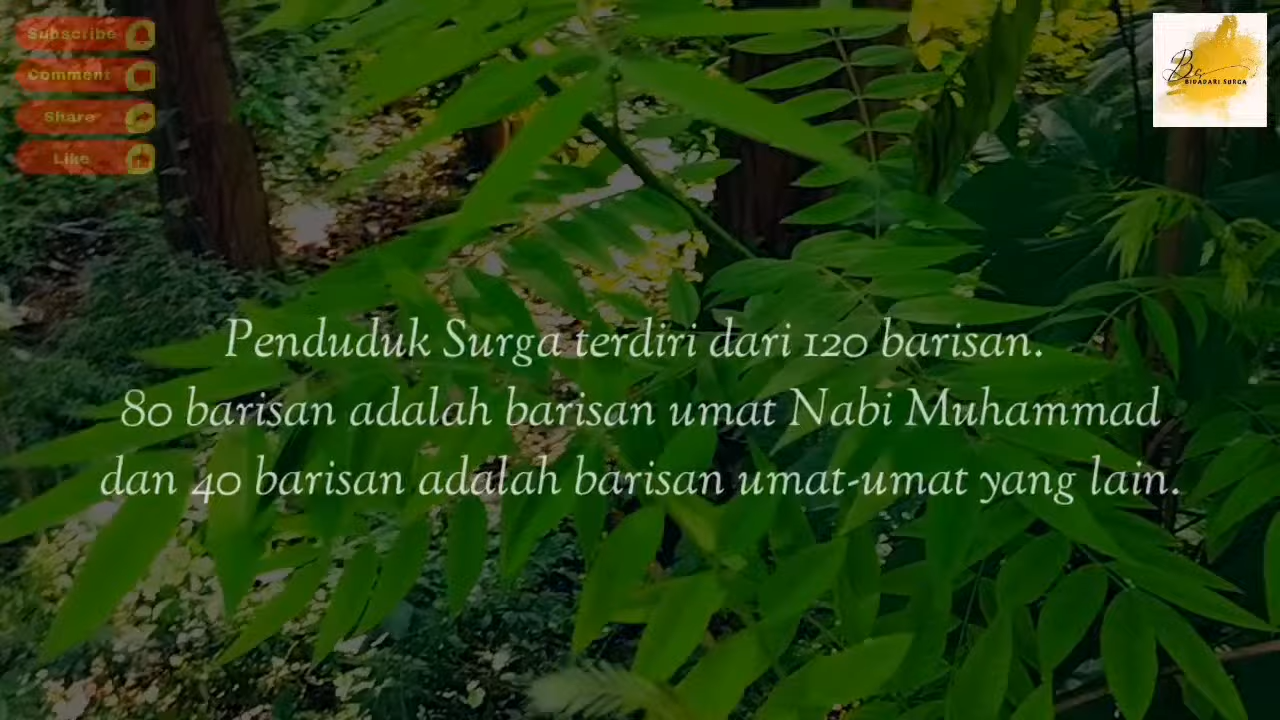 Subscribe
Comment
Share
Like
Bs
BIDADARI SURGA
Penduduk Surga terdiri dari 120 barisan.
80 barisan adalah barisan umat Nabi Muhammad
dan 40 barisan adalah barisan umat-umat yang lain.